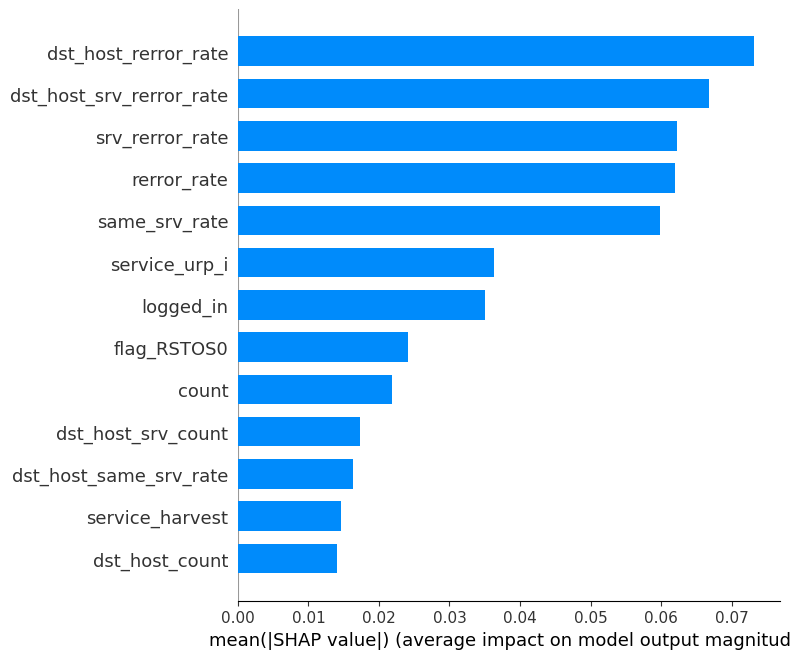 dst_host_rerror_rate
dst_host_srv_rerror_rate
srv_rerror_rate
rerror_rate
same_srv_rate
service_urp_i
logged_in
flag_RSTOS0
count
dst_host_srv_count
dst_host_same_srv_rate
service_harvest
dst_host_count
0.00 0.01 0.02 0.03 0.04 0.05 0.06 0.07
mean(|SHAP value|) (average impact on model output magnitud